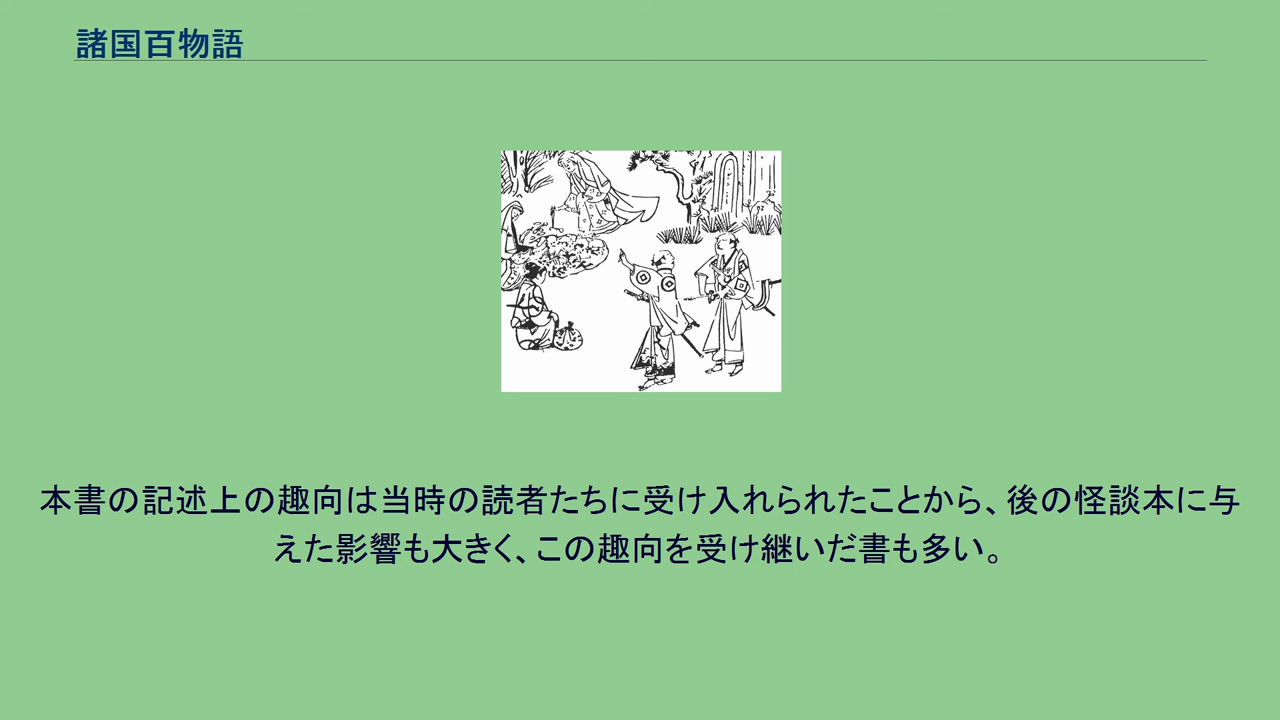 諸国百物語
本書の記述上の趣向は当時の読者たちに受け入れられたことから、後の怪談本に与
えた影響も大きく、この趣向を受け継いだ書も多い。